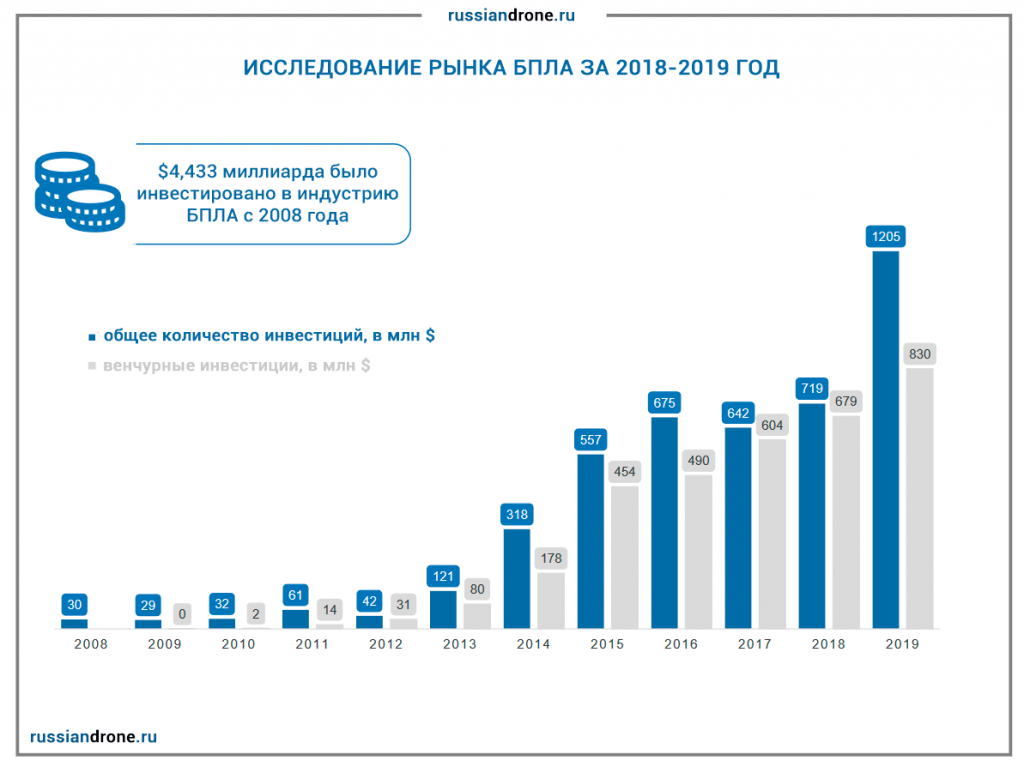 russiandrone.ru
ИССЛЕДОВАНИЕ РЫНКА БПЛА ЗА 2018-2019 ГОД
$4,433 миллиарда было
инвестировано в индустрию
БПЛА с 2008 года
общее количество инвестиций, в млн $
венчурные инвестиции, в млн $
30
29
0
32
2
61
14
42
31
121
80
318
178
557
454
675
490
642
604
719
679
1205
830
2008 2009 2010 2011 2012 2013 2014 2015 2016 2017 2018 2019
russiandrone.ru